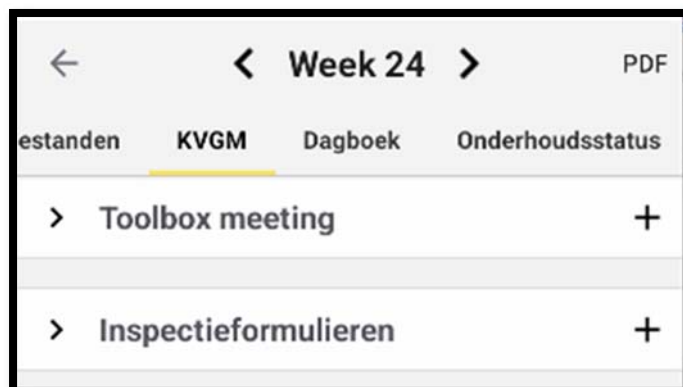 Week 24 PDF
estanden KVGM Dagboek Onderhoudsstatus
Toolbox meeting
Inspectieformulieren